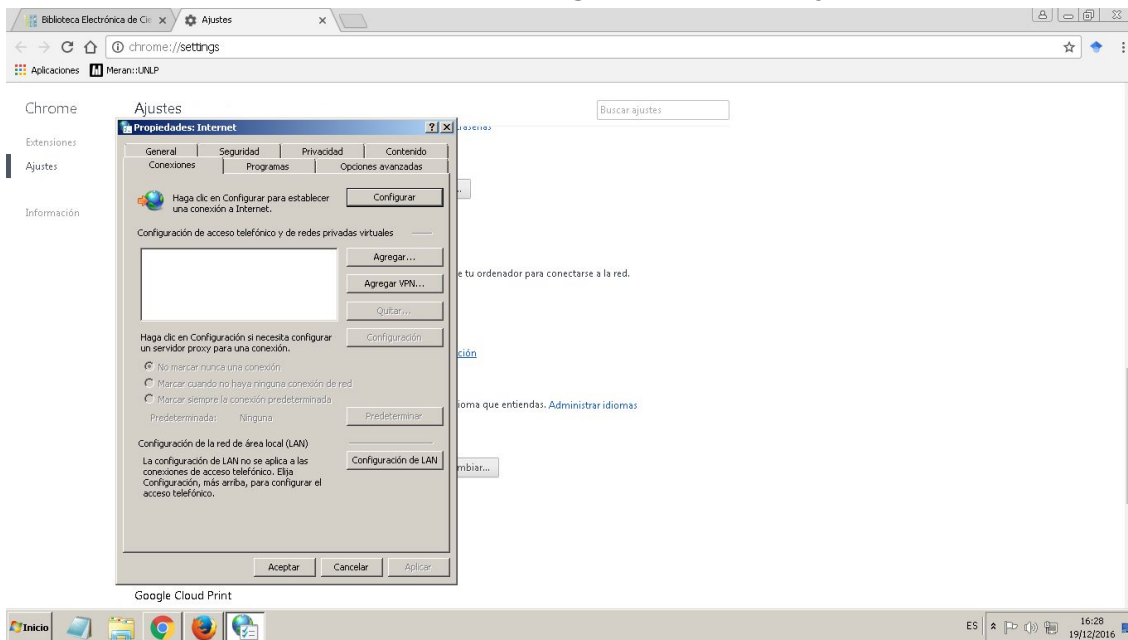 Biblioteca Electrónica de Cie
Ajustes
chrome://settings
Aplicaciones
Meran::UNLP
Chrome
Ajustes
Buscar ajustes
Extensiones
Ajustes
Información
Propiedades: Internet
General
Seguridad
Privacidad
Contenido
Conexiones
Programas
Opciones avanzadas
Haga clic en Configurar para establecer
una conexión a Internet.
Configurar
Configuración de acceso telefónico y de redes privadas virtuales
Agregar...
Agregar VPN...
Quitar...
Haga clic en Configuración si necesita configurar
un servidor proxy para una conexión.
Configuración
No marcar nunca una conexión
Marcar cuando no haya ninguna conexión de red
Marcar siempre la conexión predeterminada
Predeterminada:
Ninguna
Predeterminar
Configuración de la red de área local (LAN)
La configuración de LAN no se aplica a las
conexiones de acceso telefónico. Elija
Configuración, más arriba, para configurar el
acceso telefónico.
Configuración de LAN
Aceptar
Cancelar
Aplicar
traseñas
e tu ordenador para conectarse a la red.
ción
ioma que entiendas. Administrar idiomas
mbiar...
Google Cloud Print
Inicio
ES
16:28
19/12/2016